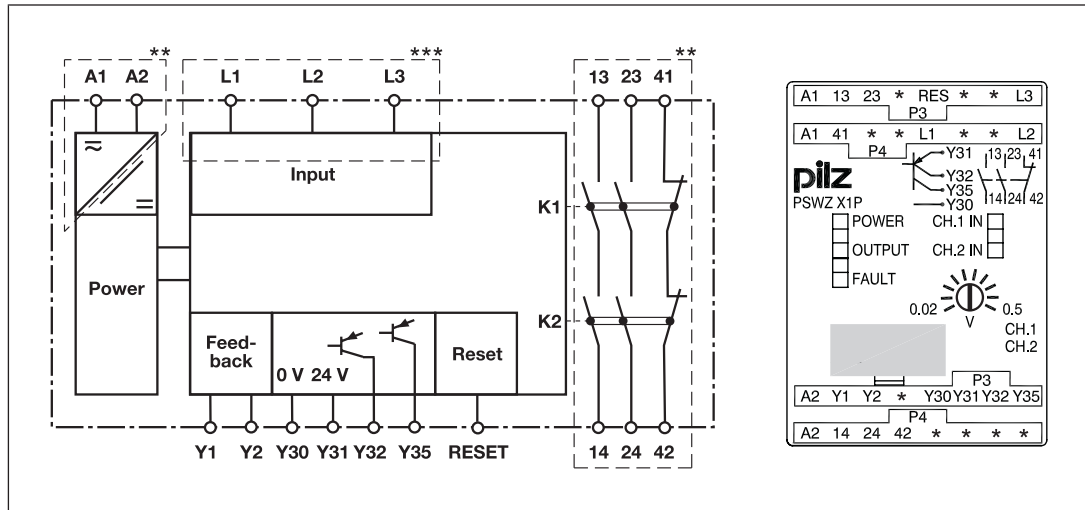 ** *** **
A1 A2 L1 L2 L3 13 23 41
Input
K1
Power
K2
Feed-
back
0 V 24 V
Reset
Y1 Y2 Y30 Y31 Y32 Y35 RESET 14 24 42
A1 13 23 * RES * * L3
P3
A1 41 * * L1 * * L2
P4
pilz
PSWZ X1P
Y31
Y32
Y35
Y30
13 23 41
14 24 42
POWER CH.1 IN
OUTPUT CH.2 IN
FAULT
0.02 0.5
V
CH.1
CH.2
P3
A2 Y1 Y2 * Y30 Y31 Y32 Y35
P4
A2 14 24 42 * * * *